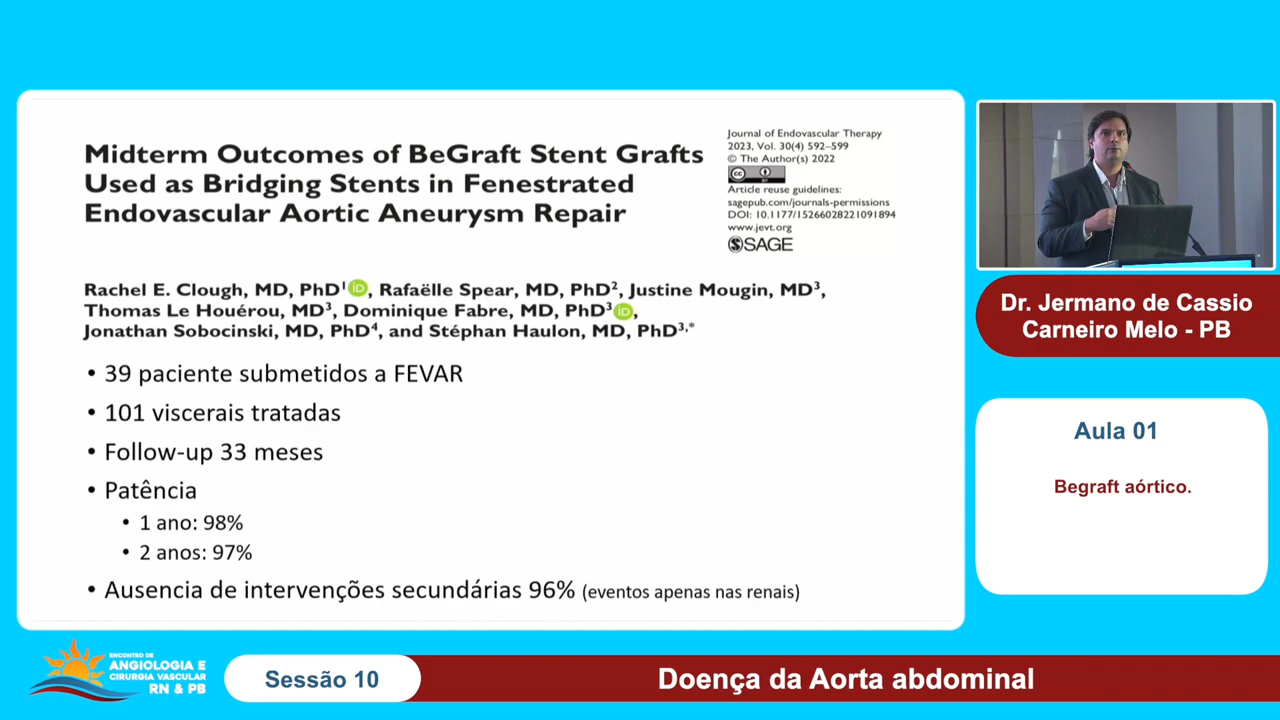 Midterm Outcomes of BeGraft Stent Grafts
Used as Bridging Stents in Fenestrated
Endovascular Aortic Aneurysm Repair
Journal of Endovascular Therapy
2023, Vol. 30(4) 592–599
© The Author(s) 2022
CC BY
Article reuse guidelines:
sagepub.com/journals-permissions
DOI: 10.1177/15266028221091894
www.jevt.org
SAGE
Rachel E. Clough, MD, PhD¹ iD, Rafaëlle Spear, MD, PhD², Justine Mougin, MD³,
Thomas Le Houérou, MD³, Dominique Fabre, MD, PhD³ iD,
Jonathan Sobocinski, MD, PhD⁴, and Stéphan Haulon, MD, PhD³,*
• 39 paciente submetidos a FEVAR
• 101 viscerais tratadas
• Follow-up 33 meses
• Patência
• 1 ano: 98%
• 2 anos: 97%
• Ausencia de intervenções secundárias 96% (eventos apenas nas renais)
Dr. Jermano de Cassio
Carneiro Melo - PB
Aula 01
Begraft aórtico.
ENCONTRO DE
ANGIOLOGIA E
CIRURGIA VASCULAR
RN & PB
Sessão 10
Doença da Aorta abdominal